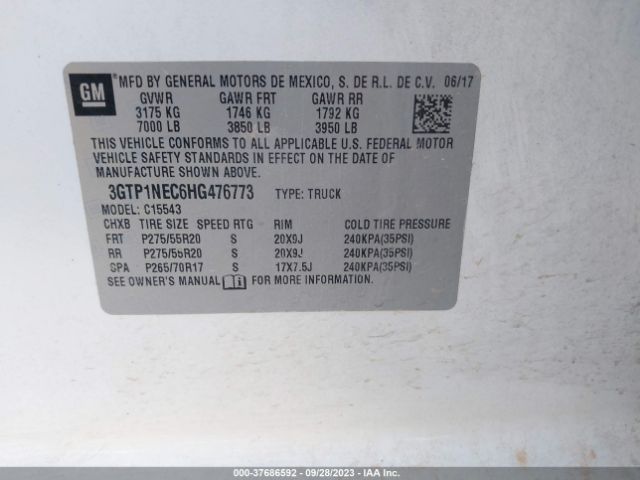 GM
MFD BY GENERAL MOTORS DE MEXICO, S. DE R.L. DE C.V. 06/17
GVWR GAWR FRT GAWR RR
3175 KG 1746 KG 1792 KG
7000 LB 3850 LB 3950 LB
THIS VEHICLE CONFORMS TO ALL APPLICABLE U.S. FEDERAL MOTOR
VEHICLE SAFETY STANDARDS IN EFFECT ON THE DATE OF
MANUFACTURE SHOWN ABOVE.
3GTP1NEC6HG476773 TYPE: TRUCK
MODEL: C15543
CHXB TIRE SIZE SPEED RTG RIM COLD TIRE PRESSURE
FRT P275/55R20 S 20X9J 240KPA(35PSI)
RR P275/55R20 S 20X9J 240KPA(35PSI)
SPA P265/70R17 S 17X7.5J 240KPA(35PSI)
SEE OWNER'S MANUAL FOR MORE INFORMATION.
000-37686592 - 09/28/2023 - IAA